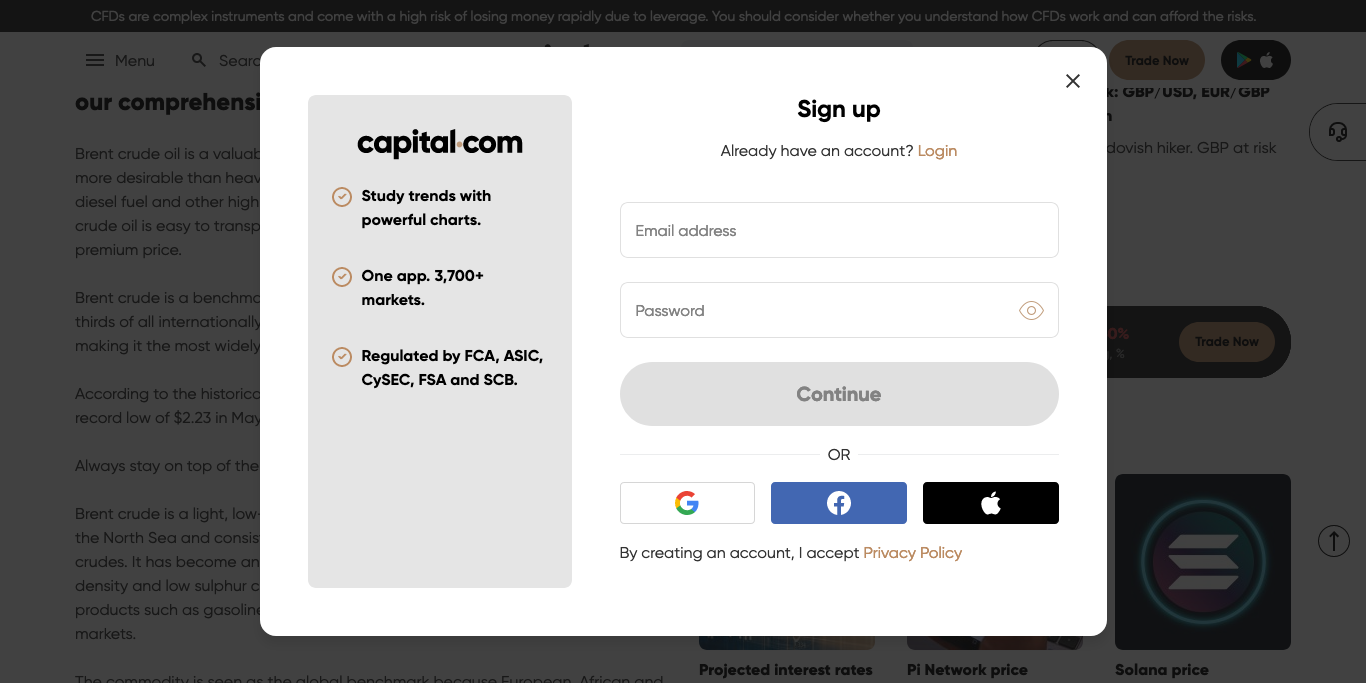 CFDs are complex instruments and come with a high risk of losing money rapidly due to leverage. You should consider whether you understand how CFDs work and can afford the risks.
Menu
Searc
Trade Now
our comprehensi
k: GBP/USD, EUR/GBP
dovish hiker. GBP at risk
Brent crude oil is a valuab
more desirable than heav
diesel fuel and other high
crude oil is easy to transp
premium price.
Brent crude is a benchma
thirds of all internationally
making it the most widely
According to the historica
record low of $2.23 in May
Always stay on top of the
Brent crude is a light, low-
the North Sea and consis
crudes. It has become an
density and low sulphur c
products such as gasoline
markets.
The commodity is seen as the global benchmark because European, African and
capital.com
Study trends with
powerful charts.
One app. 3,700+
markets.
Regulated by FCA, ASIC,
CySEC, FSA and SCB.
Sign up
Already have an account? Login
Email address
Password
Continue
OR
By creating an account, I accept Privacy Policy
0%
%
Trade Now
Projected interest rates
Pi Network price
Solana price